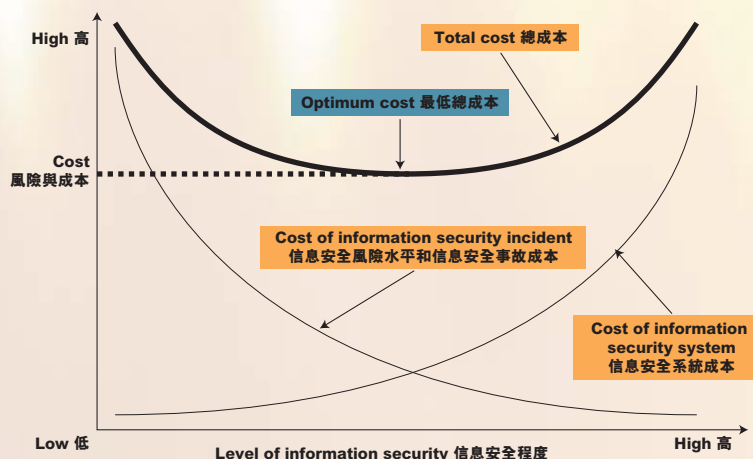 High 高
Total cost 總成本
Optimum cost 最低總成本
Cost
風險與成本
Cost of information security incident
信息安全風險水平和信息安全事故成本
Cost of information
security system
信息安全系統成本
Low 低
Level of information security 信息安全程度
High 高